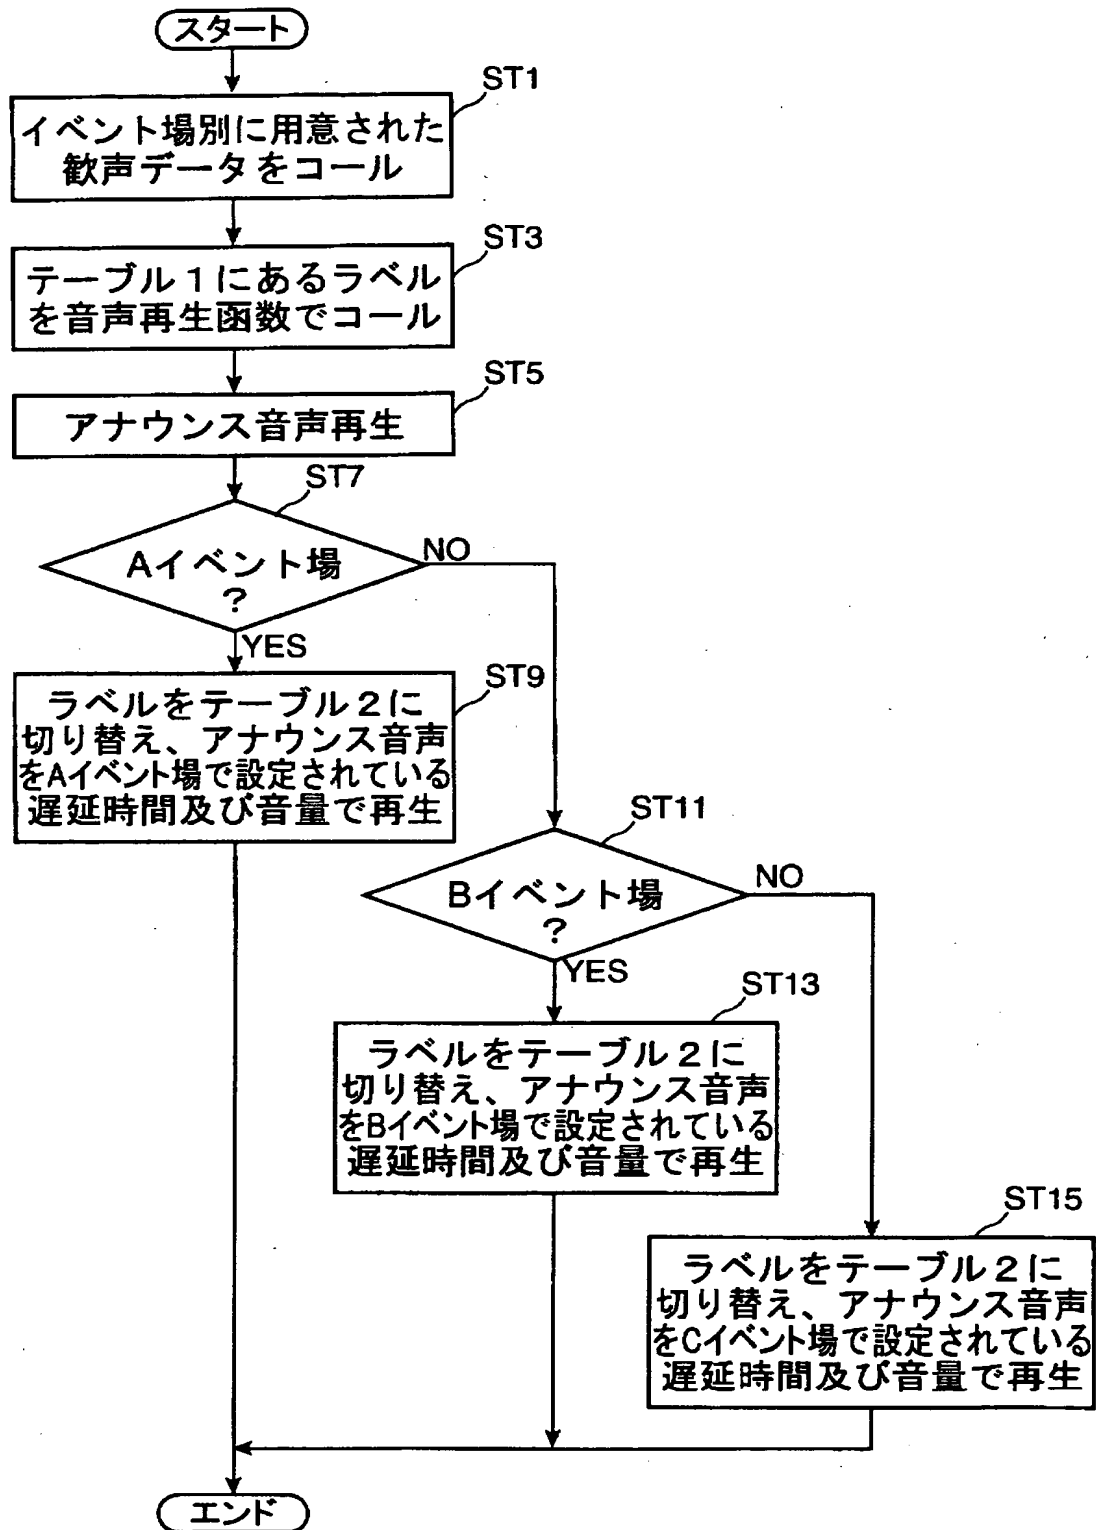 スタート
ST1
イベント場別に用意された
歓声データをコール
ST3
テーブル1にあるラベル
を音声再生函数でコール
ST5
アナウンス音声再生
ST7
Aイベント場
?
NO
YES
ST9
ラベルをテーブル2に
切り替え、アナウンス音声
をAイベント場で設定されている
遅延時間及び音量で再生
ST11
Bイベント場
?
NO
YES
ST13
ラベルをテーブル2に
切り替え、アナウンス音声
をBイベント場で設定されている
遅延時間及び音量で再生
ST15
ラベルをテーブル2に
切り替え、アナウンス音声
をCイベント場で設定されている
遅延時間及び音量で再生
エンド